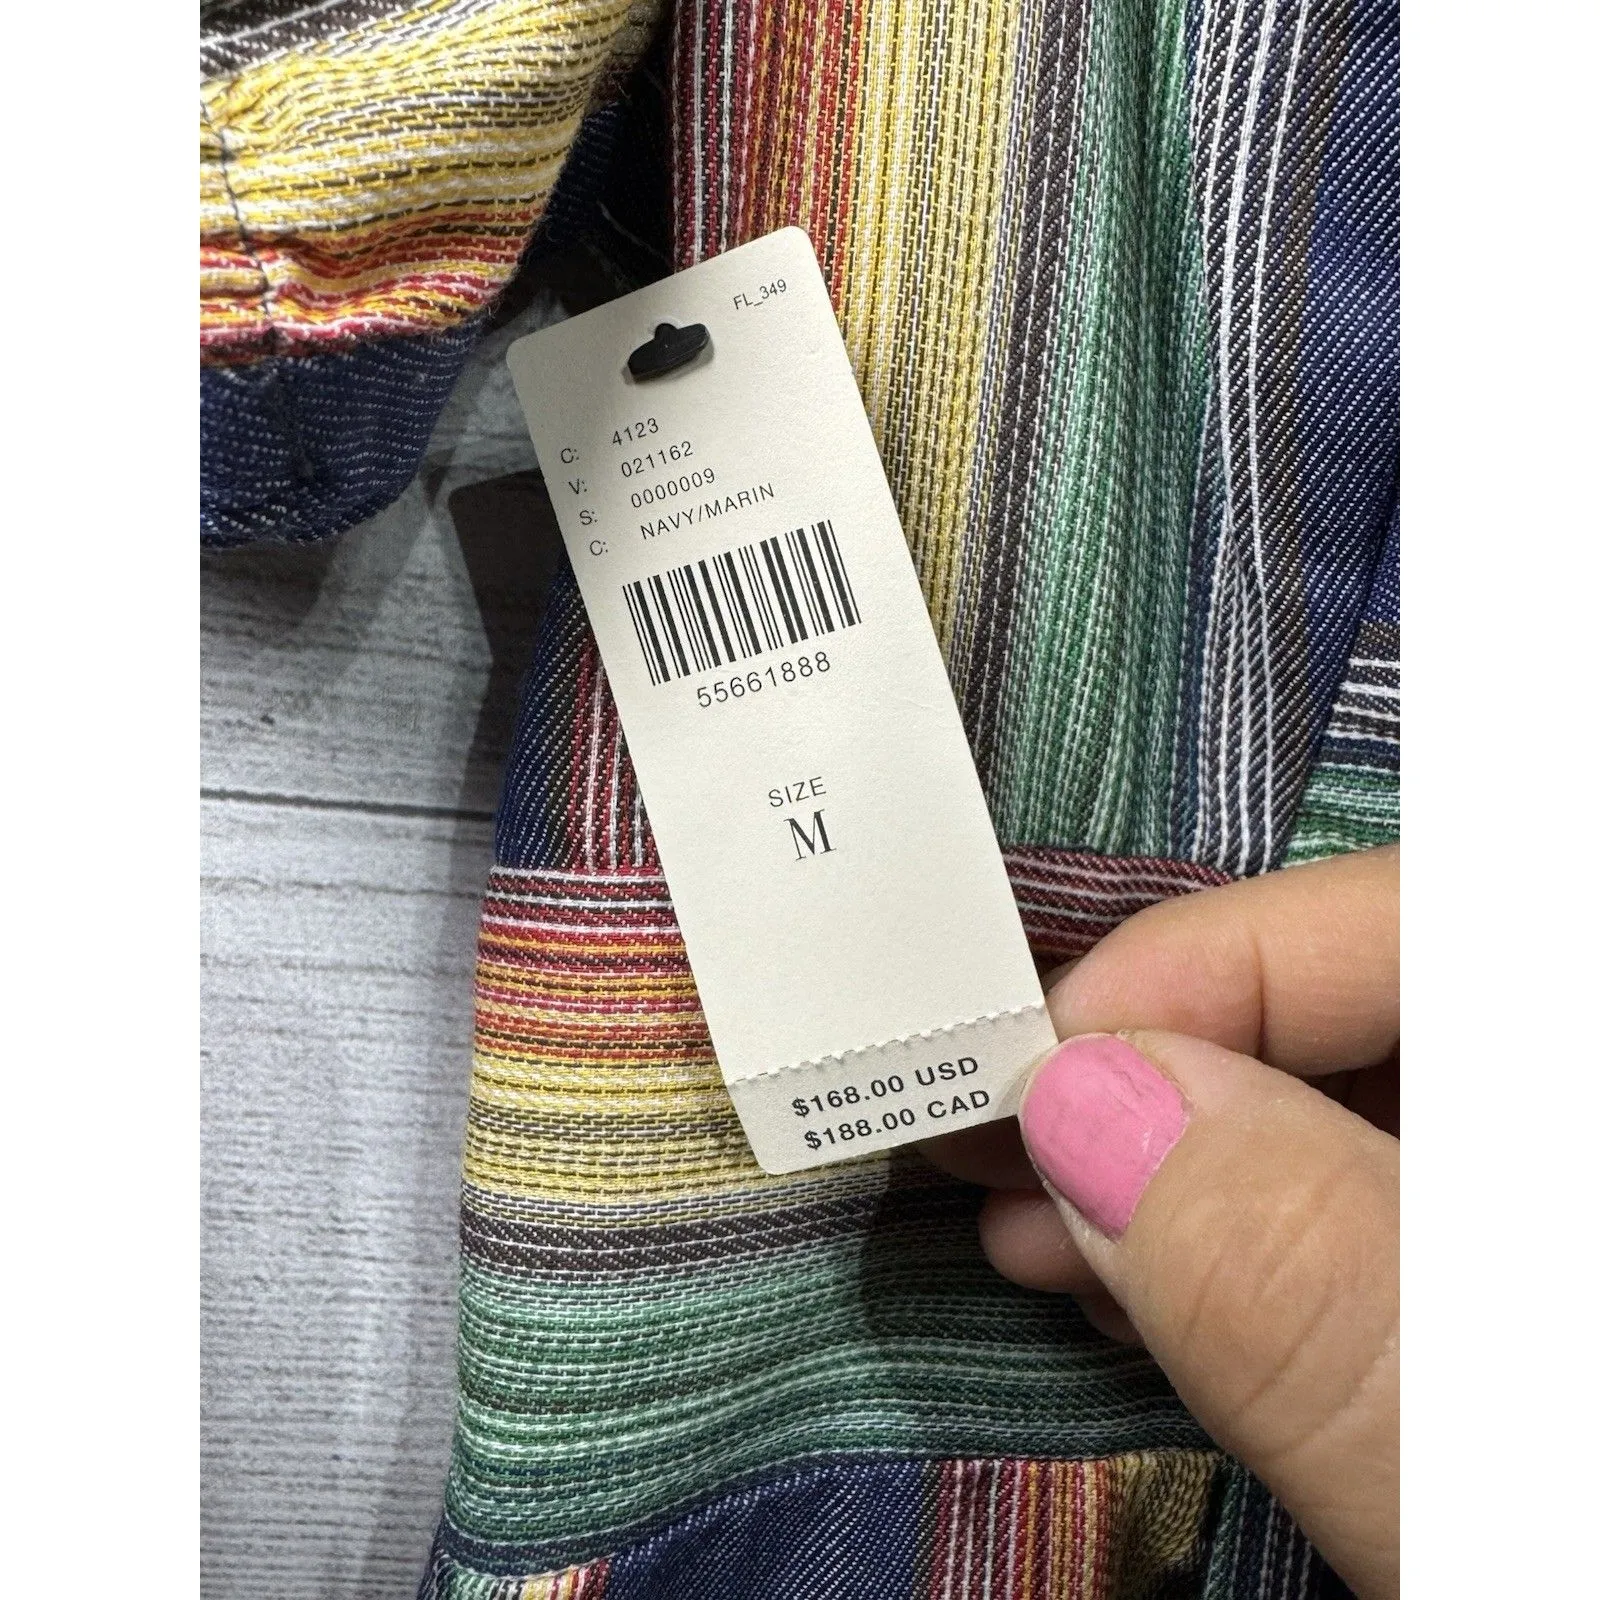 FL_349
C: 4123
V: 021162
S: 0000009
C: NAVY/MARIN
55661888
SIZE
M
$168.00 USD
$188.00 CAD